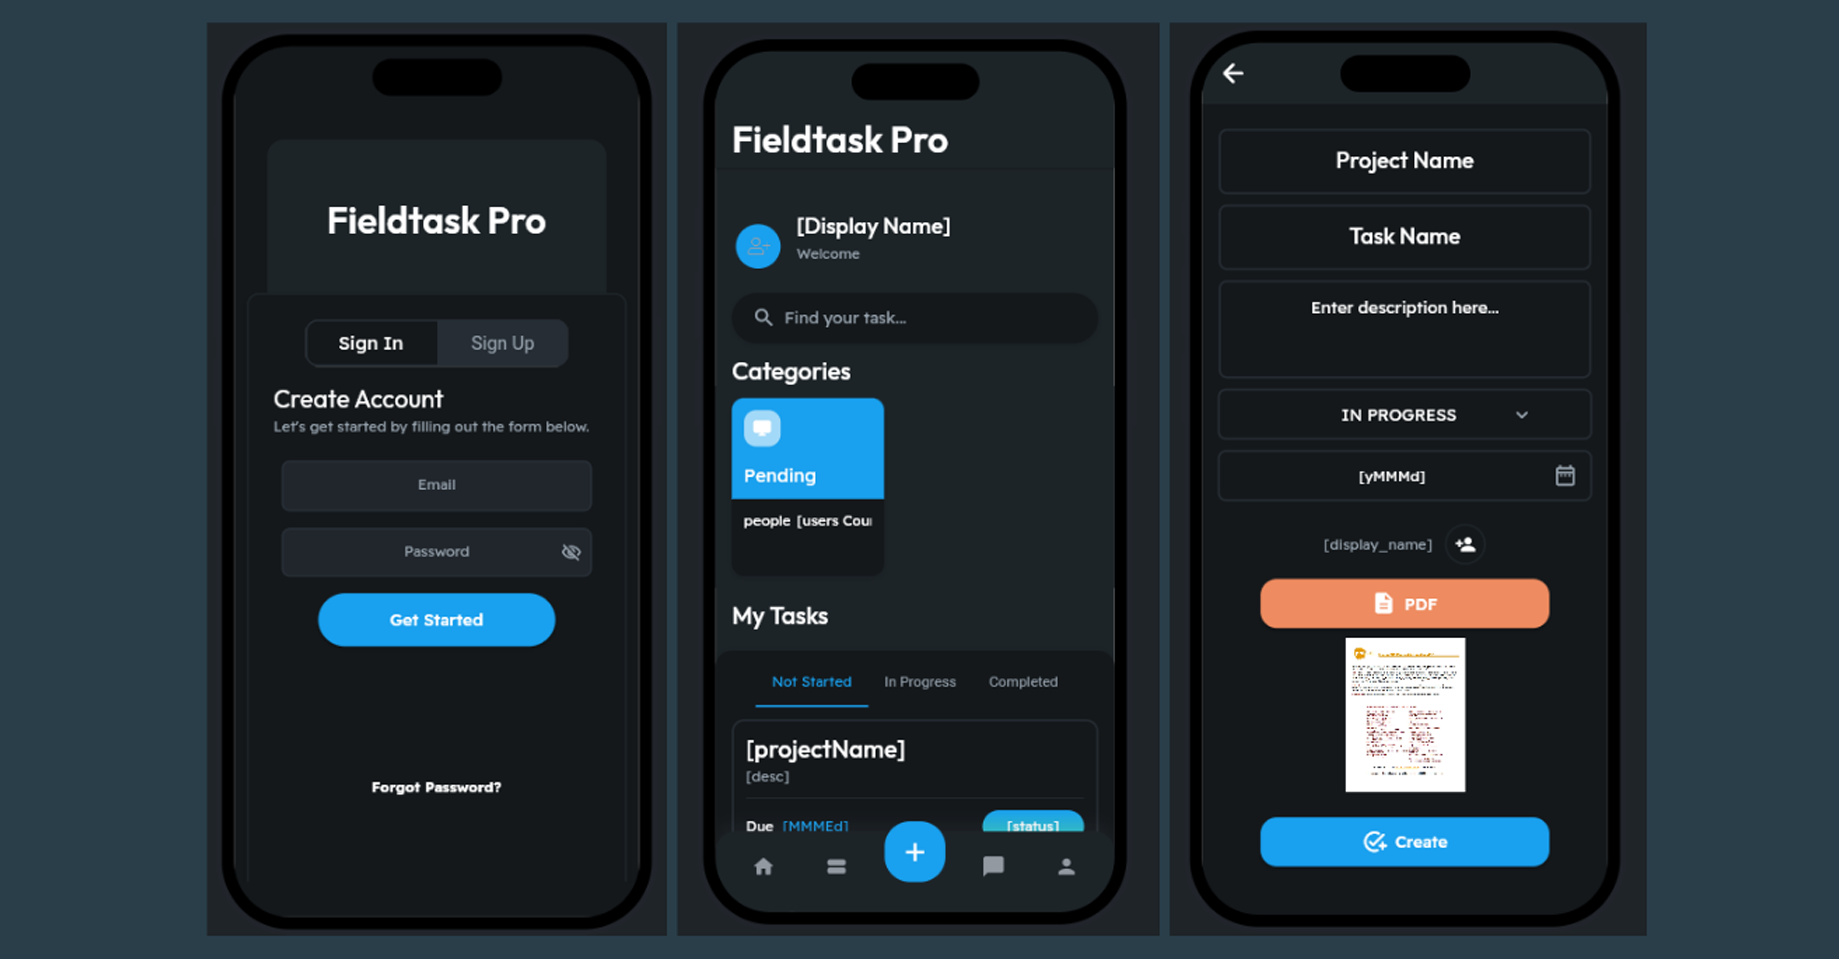 Fieldtask Pro
Sign In
Sign Up
Create Account
Let's get started by filling out the form below.
Email
Password
Get Started
Forgot Password?
Fieldtask Pro
[Display Name]
Welcome
Find your task...
Categories
Pending
people [users Cou
My Tasks
Not Started
In Progress
Completed
[projectName]
[desc]
Due [MMMEd]
[status]
Project Name
Task Name
Enter description here...
IN PROGRESS
[yMMMd]
[display_name]
PDF
Create